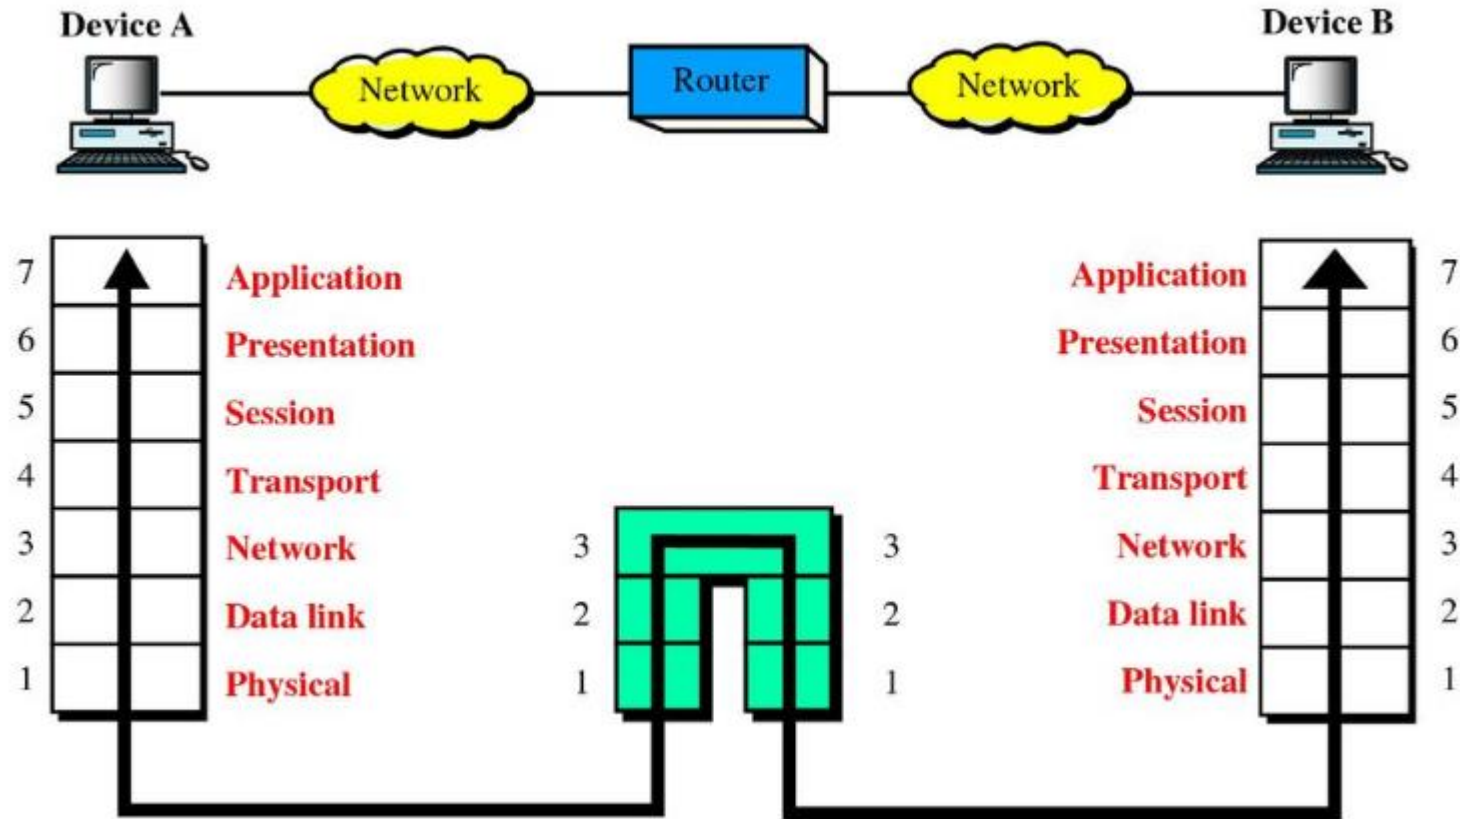 Device A
Device B
Network
Router
Network
7 Application Application 7
6 Presentation Presentation 6
5 Session Session 5
4 Transport Transport 4
3 Network 3 3 Network 3
2 Data link 2 2 Data link 2
1 Physical 1 1 Physical 1